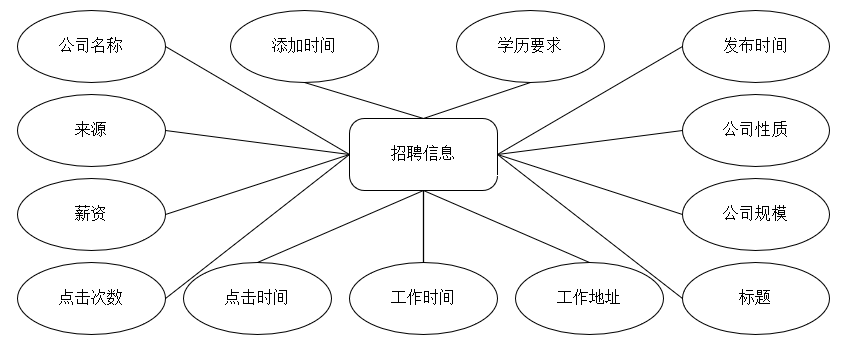 公司名称
添加时间
学历要求
发布时间
来源
公司性质
招聘信息
薪资
公司规模
点击次数
点击时间
工作时间
工作地址
标题